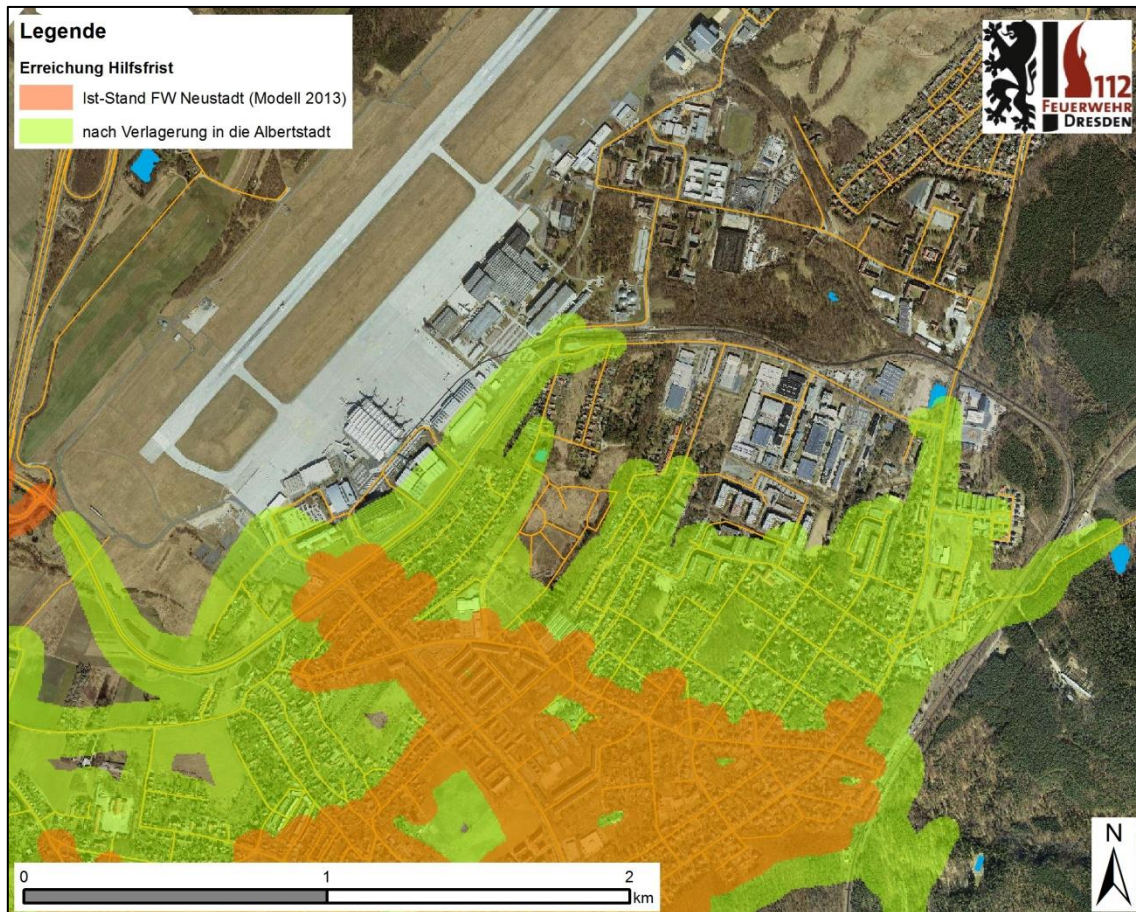 Legende
Erreichung Hilfsfrist
Ist-Stand FW Neustadt (Modell 2013)
nach Verlagerung in die Albertstadt
112
FEUERWEHR
DRESDEN
N
0 1 2
km